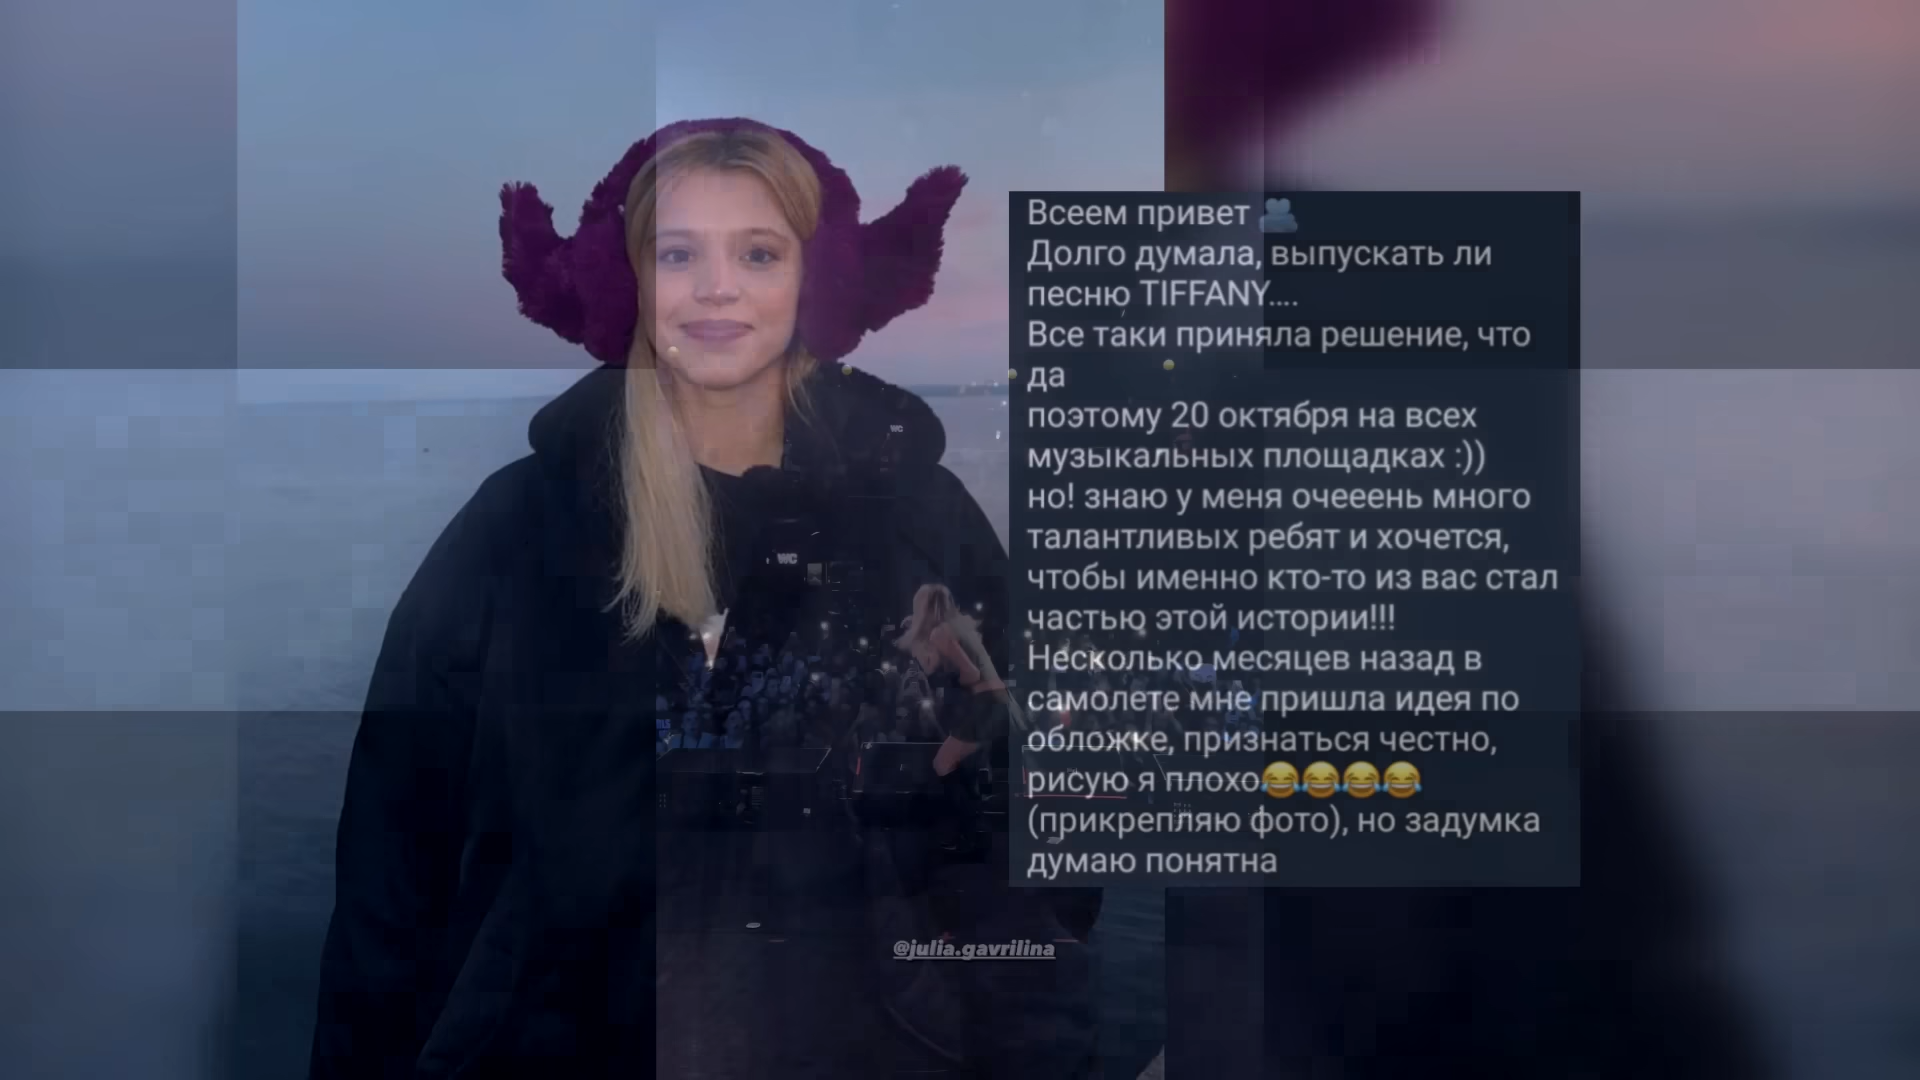 Всеем привет 🫂
Долго думала, выпускать ли
песню TIFFANY....
Все таки приняла решение, что
да
поэтому 20 октября на всех
музыкальных площадках :))
но! знаю у меня очееень много
талантливых ребят и хочется,
чтобы именно кто-то из вас стал
частью этой истории!!!
Несколько месяцев назад в
самолете мне пришла идея по
обложке, признаться честно,
рисую я плохо😂😂😂😂
(прикрепляю фото), но задумка
думаю понятна
WC
WC
@julia.gavrilina